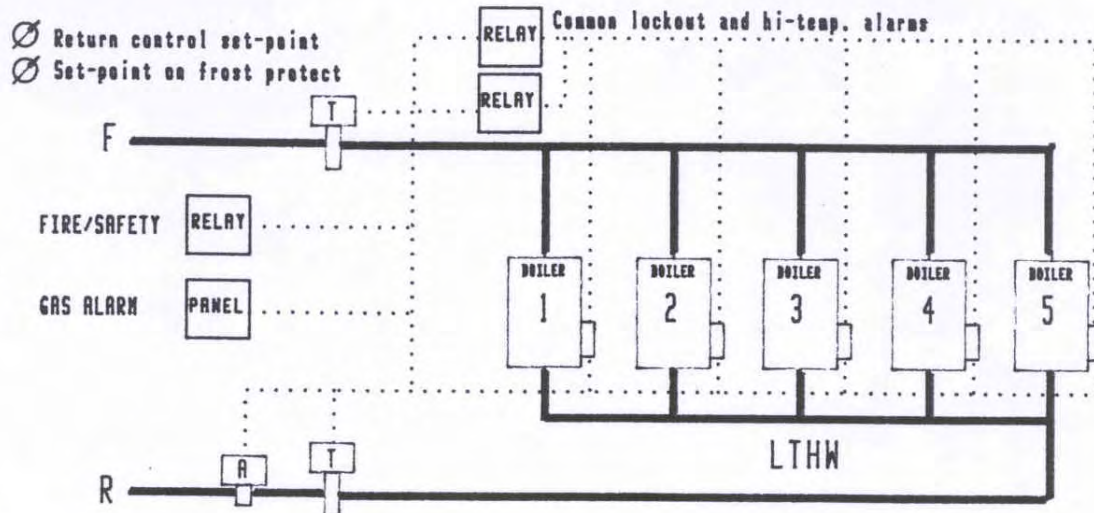 Ø Return control set-point
Ø Set-point on frost protect
RELAY
Common lockout and hi-temp. alarms
RELAY
T
F
FIRE/SAFETY
RELAY
GAS ALARM
PANEL
BOILER
1
BOILER
2
BOILER
3
BOILER
4
BOILER
5
LTHW
A
T
R